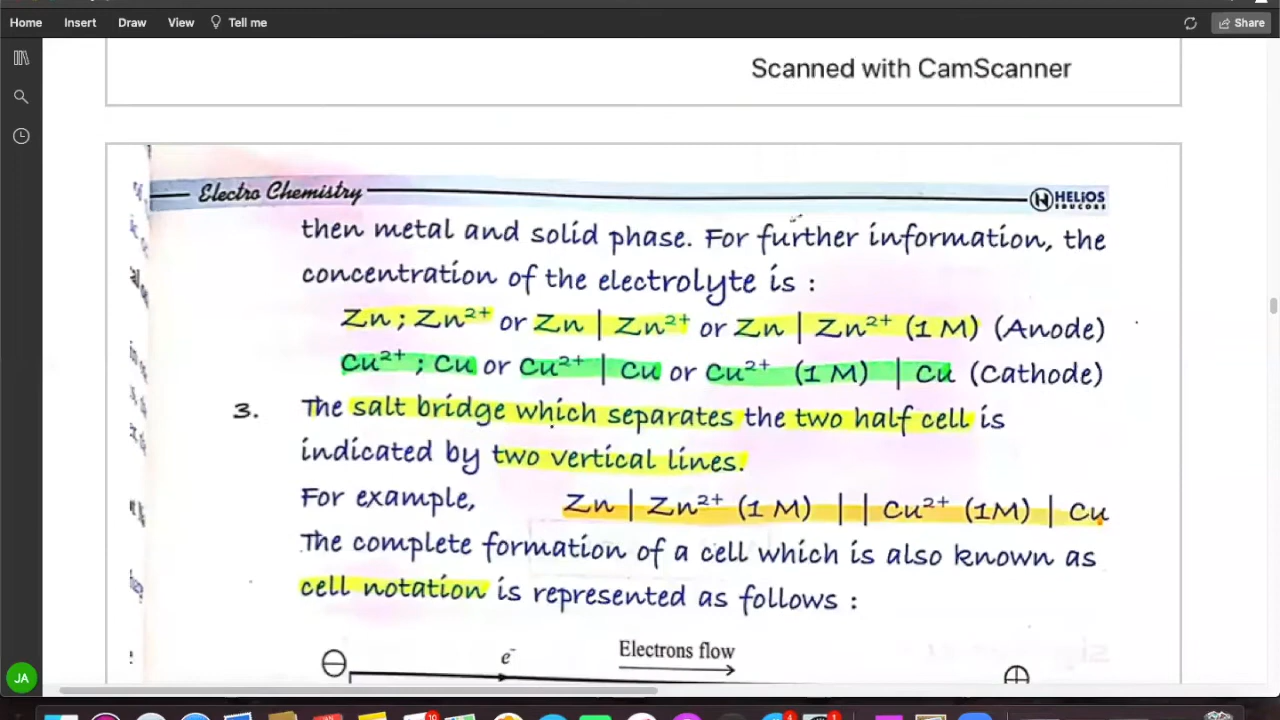 Home Insert Draw View Tell me Share
Scanned with CamScanner
Electro Chemistry HELIOS EDUCORE
then metal and solid phase. For further information, the
concentration of the electrolyte is :
Zn ; Zn²⁺ or Zn | Zn²⁺ or Zn | Zn²⁺ (1 M) (Anode)
Cu²⁺ ; Cu or Cu²⁺ | Cu or Cu²⁺ (1 M) | Cu (Cathode)
3. The salt bridge which separates the two half cell is
indicated by two vertical lines.
For example, Zn | Zn²⁺ (1 M) | | Cu²⁺ (1M) | Cu
The complete formation of a cell which is also known as
cell notation is represented as follows :
Electrons flow
⊖ e⁻ ⊕
JA